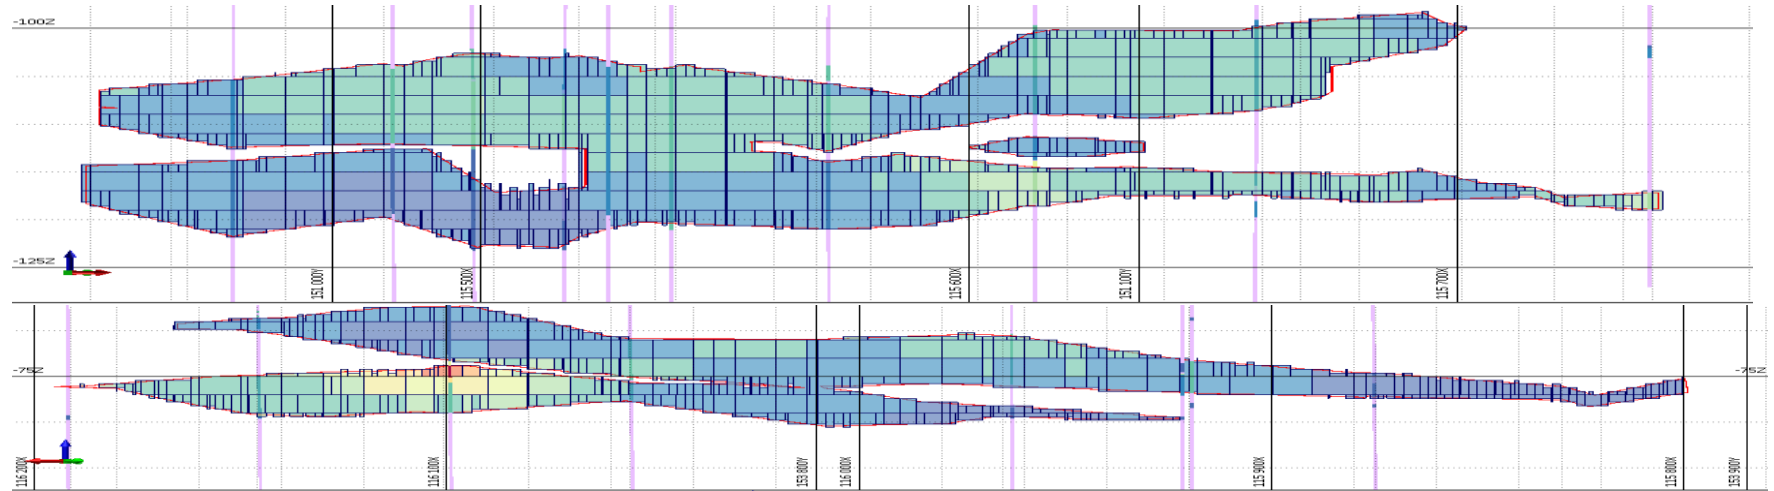 -100Z
-125Z
151 000Y
115 500X
115 600X
151 100Y
115 700X
-75Z
-75Z
116 200X
116 100X
153 800Y
116 000X
115 900X
115 800X
153 900Y